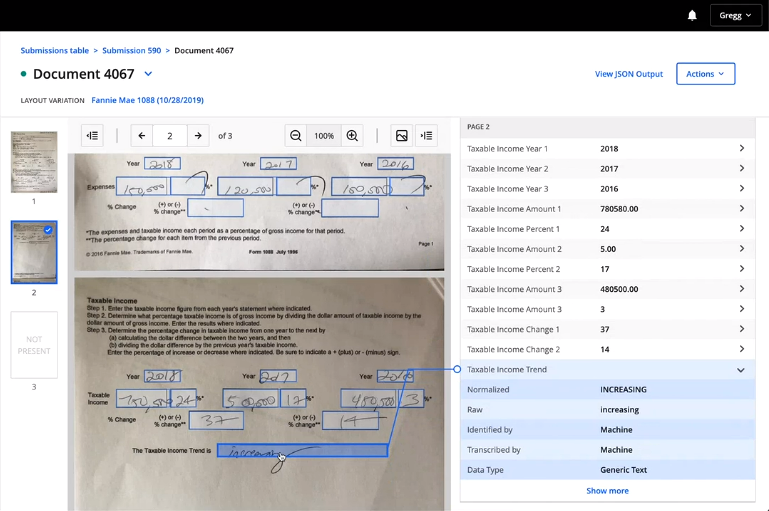 Gregg
Submissions table > Submission 590 > Document 4067
Document 4067
View JSON Output
Actions
LAYOUT VARIATION Fannie Mae 1088 (10/28/2019)
1
2
NOT PRESENT
3
2 of 3
100%
Year 2018 Year 2017 Year 2016
Expenses 150,500 %* 120,500 %* 150,500 %*
% Change (+) or (-) % change** (+) or (-) % change**
*The expenses and taxable income each period as a percentage of gross income for that period.
**The percentage change for each item from the previous period.
Page 1
© 2016 Fannie Mae. Trademarks of Fannie Mae. Form 1088 July 1996
Taxable Income
Step 1. Enter the taxable income figure from each year's statement where indicated.
Step 2. Determine what percentage taxable income is of gross income by dividing the dollar amount of taxable income by the
dollar amount of gross income. Enter the results where indicated.
Step 3. Determine the percentage change in taxable income from one year to the next by
(a) calculating the dollar difference between the two years, and then
(b) dividing the dollar difference by the previous year's taxable income.
Enter the percentage of increase or decrease where indicated. Be sure to indicate a + (plus) or - (minus) sign.
Year 2018 Year 2017 Year 2016
Taxable Income 24 %* 17 %* 480,500 3 %*
% Change (+) or (-) % change** 37 (+) or (-) % change** 14
The Taxable Income Trend is increasing
PAGE 2
Taxable Income Year 1 2018
Taxable Income Year 2 2017
Taxable Income Year 3 2016
Taxable Income Amount 1 780580.00
Taxable Income Percent 1 24
Taxable Income Amount 2 5.00
Taxable Income Percent 2 17
Taxable Income Amount 3 480500.00
Taxable Income Amount 3 3
Taxable Income Change 1 37
Taxable Income Change 2 14
Taxable Income Trend
Normalized INCREASING
Raw increasing
Identified by Machine
Transcribed by Machine
Data Type Generic Text
Show more